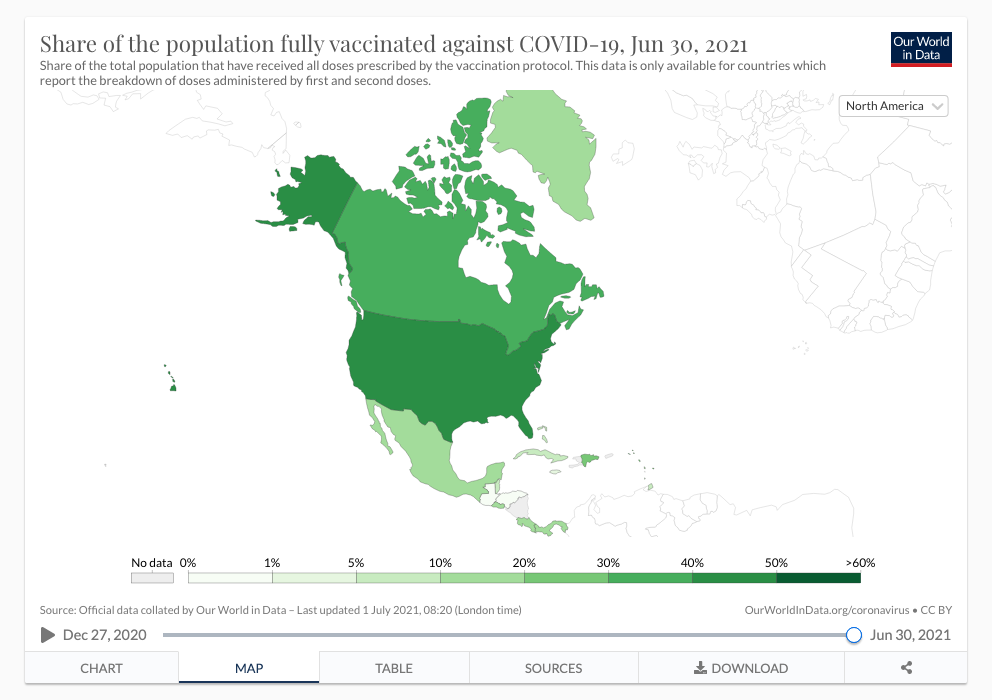 Share of the population fully vaccinated against COVID-19, Jun 30, 2021
Our World
in Data
Share of the total population that have received all doses prescribed by the vaccination protocol. This data is only available for countries which
report the breakdown of doses administered by first and second doses.
North America
No data 0% 1% 5% 10% 20% 30% 40% 50% >60%
Source: Official data collated by Our World in Data – Last updated 1 July 2021, 08:20 (London time)
OurWorldInData.org/coronavirus • CC BY
Dec 27, 2020
Jun 30, 2021
CHART MAP TABLE SOURCES DOWNLOAD